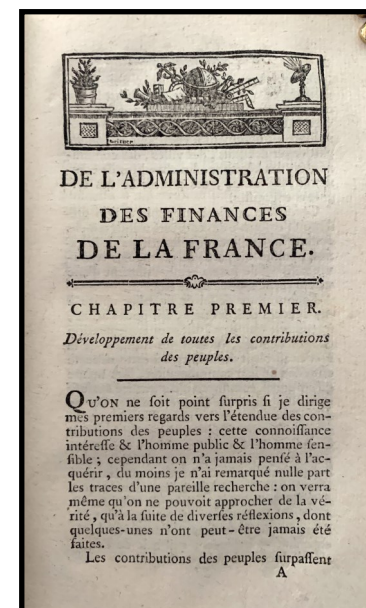 DE L'ADMINISTRATION
DES FINANCES
DE LA FRANCE.
CHAPITRE PREMIER.
Développement de toutes les contributions
des peuples.
QU'ON ne ſoit point ſurpris ſi je dirige
mes premiers regards vers l'étendue des con-
tributions des peuples : cette connoiſſance
intéreſſe & l'homme public & l'homme ſen-
ſible ; cependant on n'a jamais penſé à l'ac-
quérir , du moins je n'ai remarqué nulle part
les traces d'une pareille recherche : on verra
même qu'on ne pouvoit approcher de la vé-
rité , qu'à la ſuite de diverſes réflexions , dont
quelques-unes n'ont peut-être jamais été
faites.
Les contributions des peuples ſurpaſſent
A